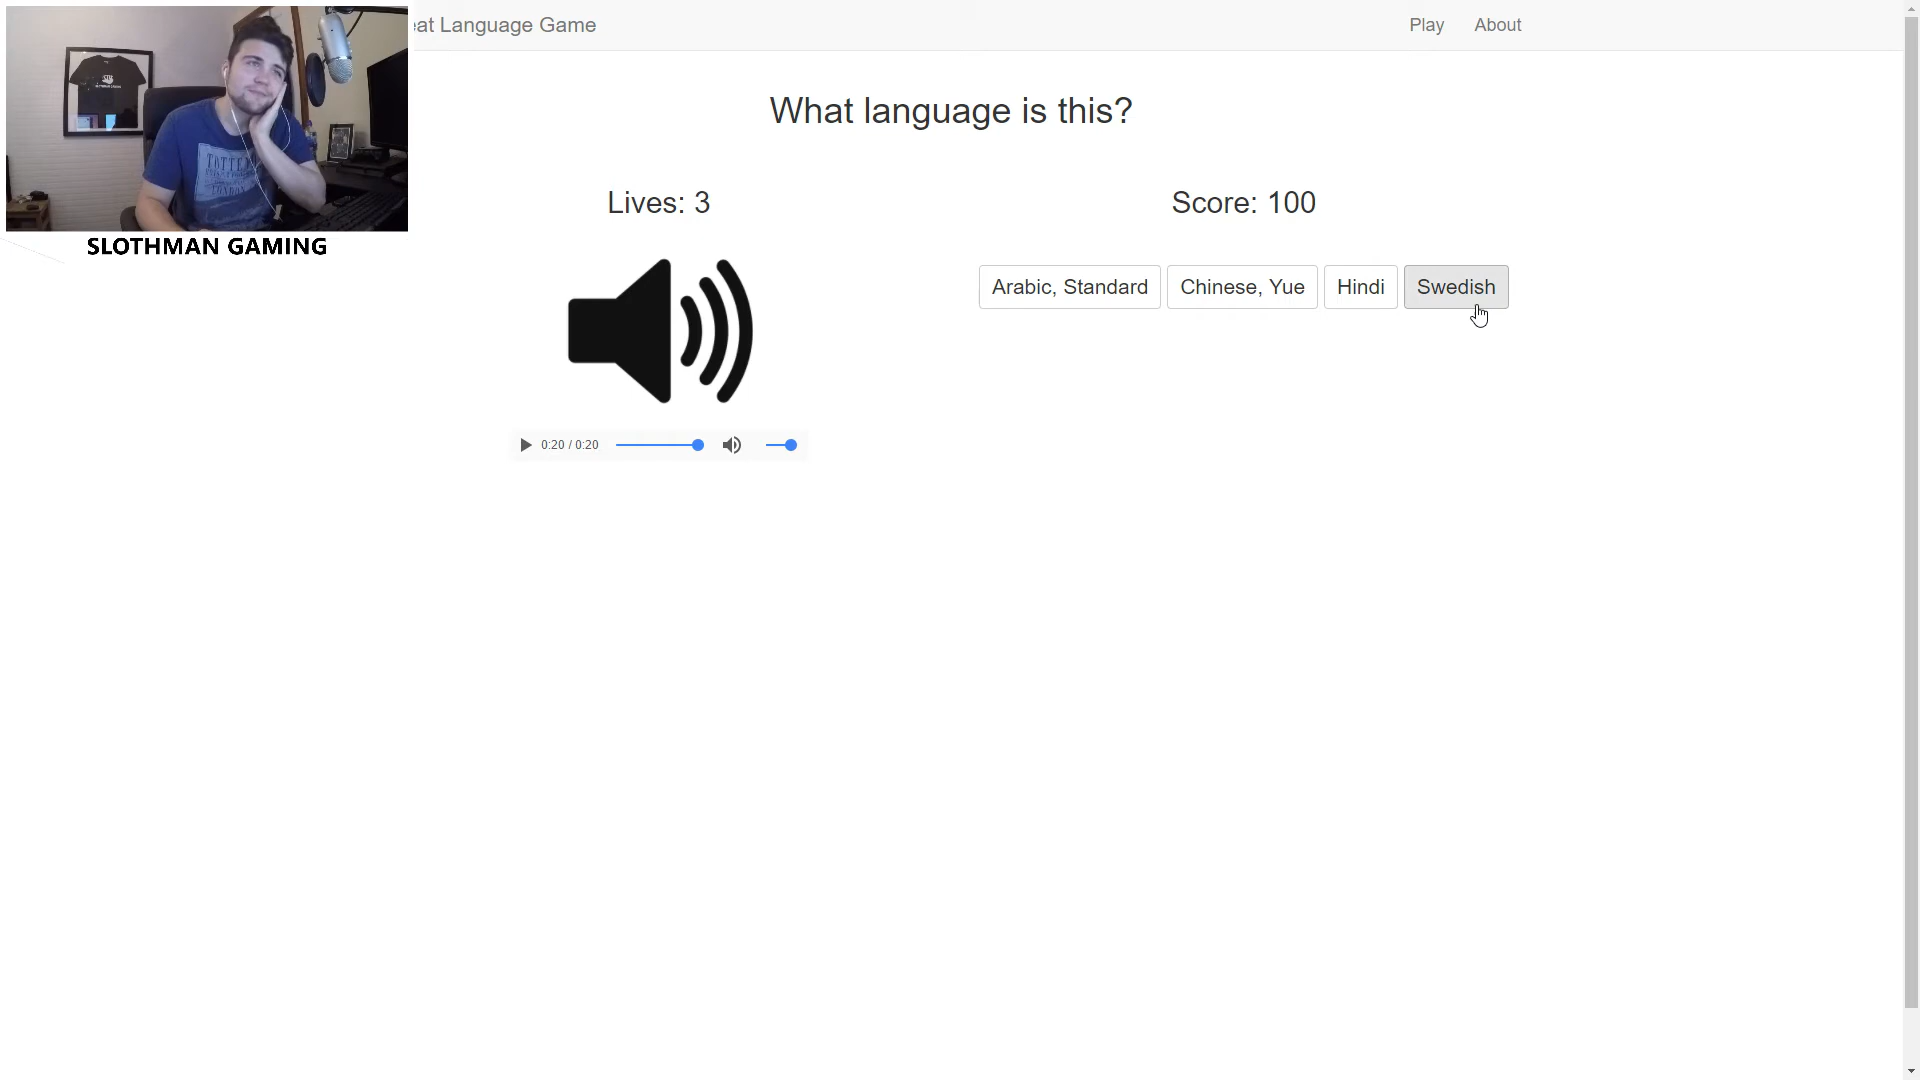 eat Language Game
Play
About
What language is this?
Lives: 3
Score: 100
Arabic, Standard
Chinese, Yue
Hindi
Swedish
0:20 / 0:20
SLOTHMAN GAMING